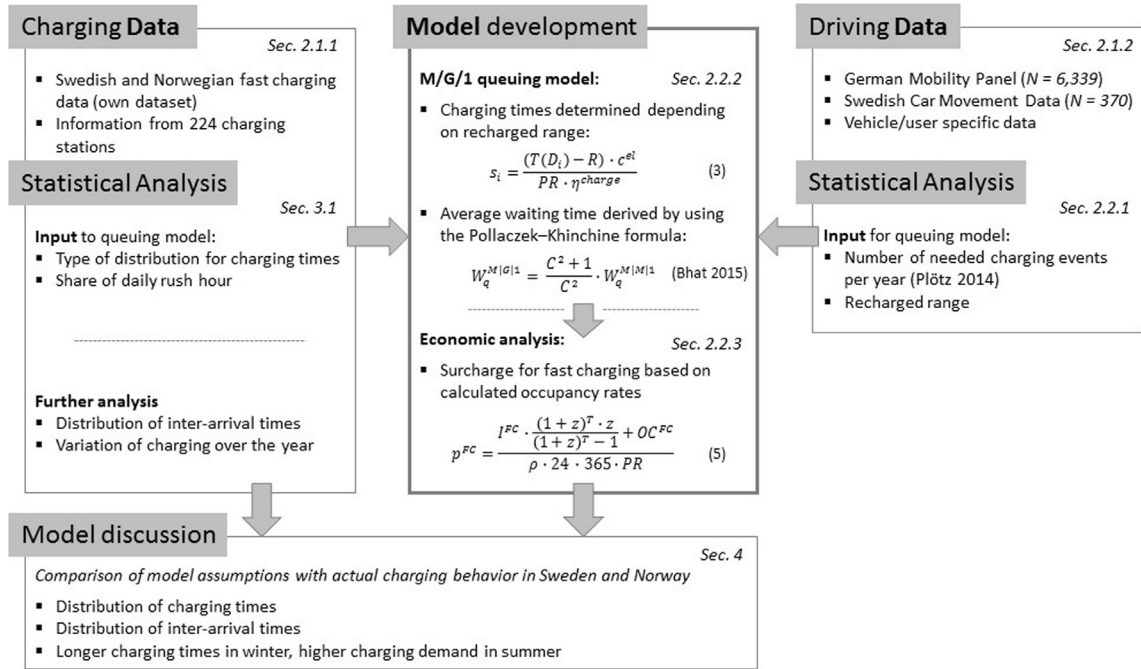 Charging Data
Sec. 2.1.1
▪ Swedish and Norwegian fast charging
data (own dataset)
▪ Information from 224 charging
stations
Statistical Analysis
Sec. 3.1
Input to queuing model:
▪ Type of distribution for charging times
▪ Share of daily rush hour
Further analysis
▪ Distribution of inter-arrival times
▪ Variation of charging over the year
Model development
M/G/1 queuing model:
Sec. 2.2.2
▪ Charging times determined depending
on recharged range:
s_i = \frac{(T(D_i) − R) · c^{el}}{PR · η^{charge}} (3)
▪ Average waiting time derived by using
the Pollaczek–Khinchine formula:
W_q^{M|G|1} = \frac{C^2 + 1}{C^2} · W_q^{M|M|1} (Bhat 2015)
Economic analysis:
Sec. 2.2.3
▪ Surcharge for fast charging based on
calculated occupancy rates
p^{FC} = \frac{I^{FC} · \frac{(1 + z)^T · z}{(1 + z)^T − 1} + OC^{FC}}{ρ · 24 · 365 · PR} (5)
Driving Data
Sec. 2.1.2
▪ German Mobility Panel (N = 6,339)
▪ Swedish Car Movement Data (N = 370)
▪ Vehicle/user specific data
Statistical Analysis
Sec. 2.2.1
Input for queuing model:
▪ Number of needed charging events
per year (Plötz 2014)
▪ Recharged range
Model discussion
Sec. 4
Comparison of model assumptions with actual charging behavior in Sweden and Norway
▪ Distribution of charging times
▪ Distribution of inter-arrival times
▪ Longer charging times in winter, higher charging demand in summer